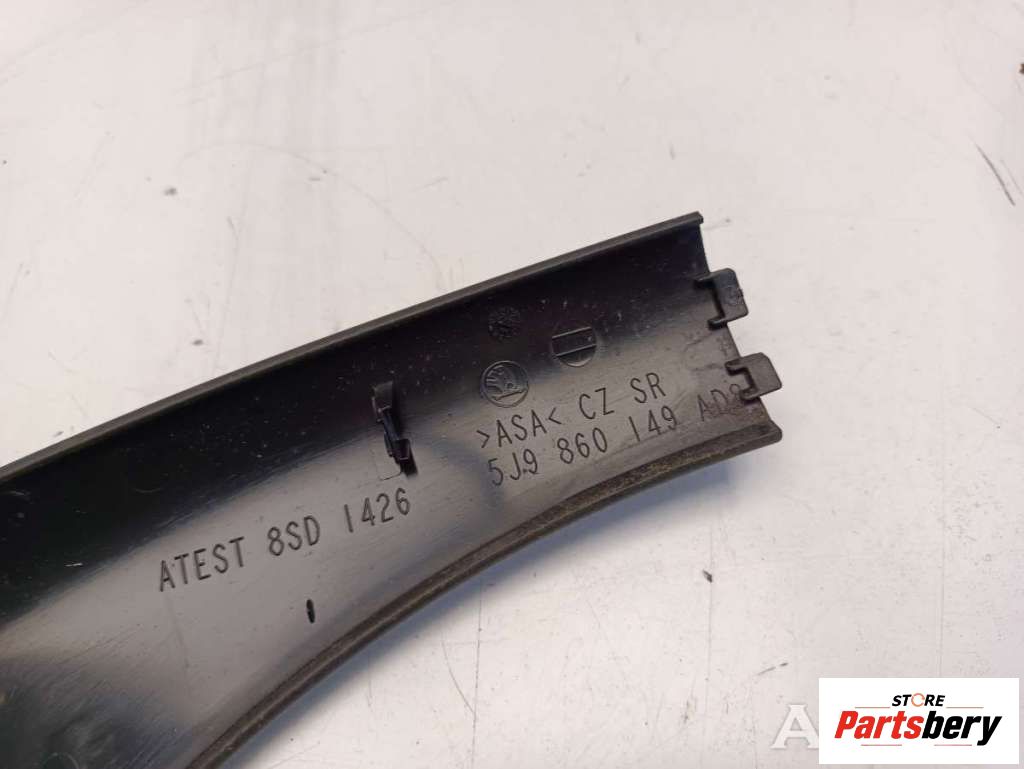 >ASA< CZ SR
5J9 860 149
ATEST 8SD 1426
STORE
Partsbery